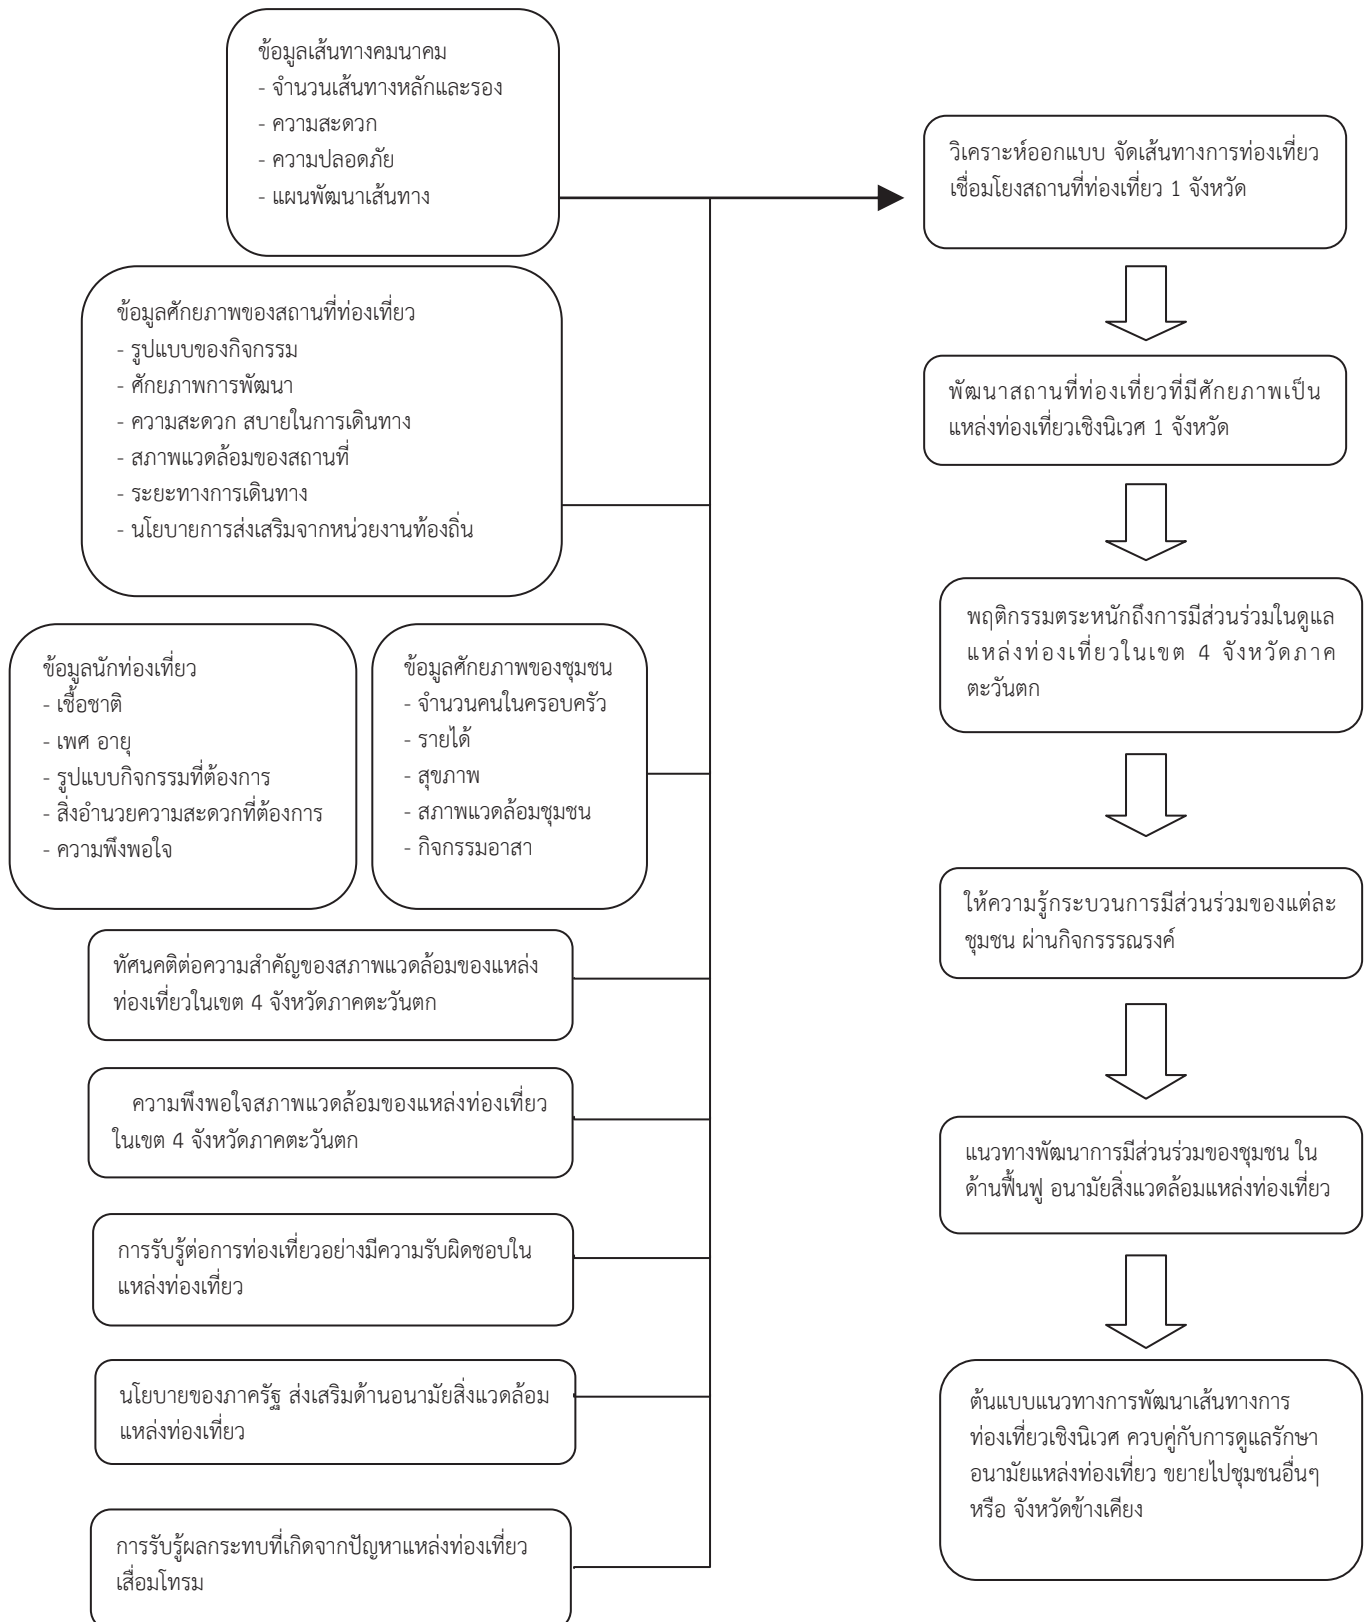 ข้อมูลเส้นทางคมนาคม
- จำนวนเส้นทางหลักและรอง
- ความสะดวก
- ความปลอดภัย
- แผนพัฒนาเส้นทาง
ข้อมูลศักยภาพของสถานที่ท่องเที่ยว
- รูปแบบของกิจกรรม
- ศักยภาพการพัฒนา
- ความสะดวก สบายในการเดินทาง
- สภาพแวดล้อมของสถานที่
- ระยะทางการเดินทาง
- นโยบายการส่งเสริมจากหน่วยงานท้องถิ่น
ข้อมูลนักท่องเที่ยว
- เชื้อชาติ
- เพศ อายุ
- รูปแบบกิจกรรมที่ต้องการ
- สิ่งอำนวยความสะดวกที่ต้องการ
- ความพึงพอใจ
ข้อมูลศักยภาพของชุมชน
- จำนวนคนในครอบครัว
- รายได้
- สุขภาพ
- สภาพแวดล้อมชุมชน
- กิจกรรมอาสา
ทัศนคติต่อความสำคัญของสภาพแวดล้อมของแหล่ง
ท่องเที่ยวในเขต 4 จังหวัดภาคตะวันตก
ความพึงพอใจสภาพแวดล้อมของแหล่งท่องเที่ยว
ในเขต 4 จังหวัดภาคตะวันตก
การรับรู้ต่อการท่องเที่ยวอย่างมีความรับผิดชอบใน
แหล่งท่องเที่ยว
นโยบายของภาครัฐ ส่งเสริมด้านอนามัยสิ่งแวดล้อม
แหล่งท่องเที่ยว
การรับรู้ผลกระทบที่เกิดจากปัญหาแหล่งท่องเที่ยว
เสื่อมโทรม
วิเคราะห์ออกแบบ จัดเส้นทางการท่องเที่ยว
เชื่อมโยงสถานที่ท่องเที่ยว 1 จังหวัด
พัฒนาสถานที่ท่องเที่ยวที่มีศักยภาพเป็น
แหล่งท่องเที่ยวเชิงนิเวศ 1 จังหวัด
พฤติกรรมตระหนักถึงการมีส่วนร่วมในดูแล
แหล่งท่องเที่ยวในเขต 4 จังหวัดภาค
ตะวันตก
ให้ความรู้กระบวนการมีส่วนร่วมของแต่ละ
ชุมชน ผ่านกิจกรรรณรงค์
แนวทางพัฒนาการมีส่วนร่วมของชุมชน ใน
ด้านฟื้นฟู อนามัยสิ่งแวดล้อมแหล่งท่องเที่ยว
ต้นแบบแนวทางการพัฒนาเส้นทางการ
ท่องเที่ยวเชิงนิเวศ ควบคู่กับการดูแลรักษา
อนามัยแหล่งท่องเที่ยว ขยายไปชุมชนอื่นๆ
หรือ จังหวัดข้างเคียง